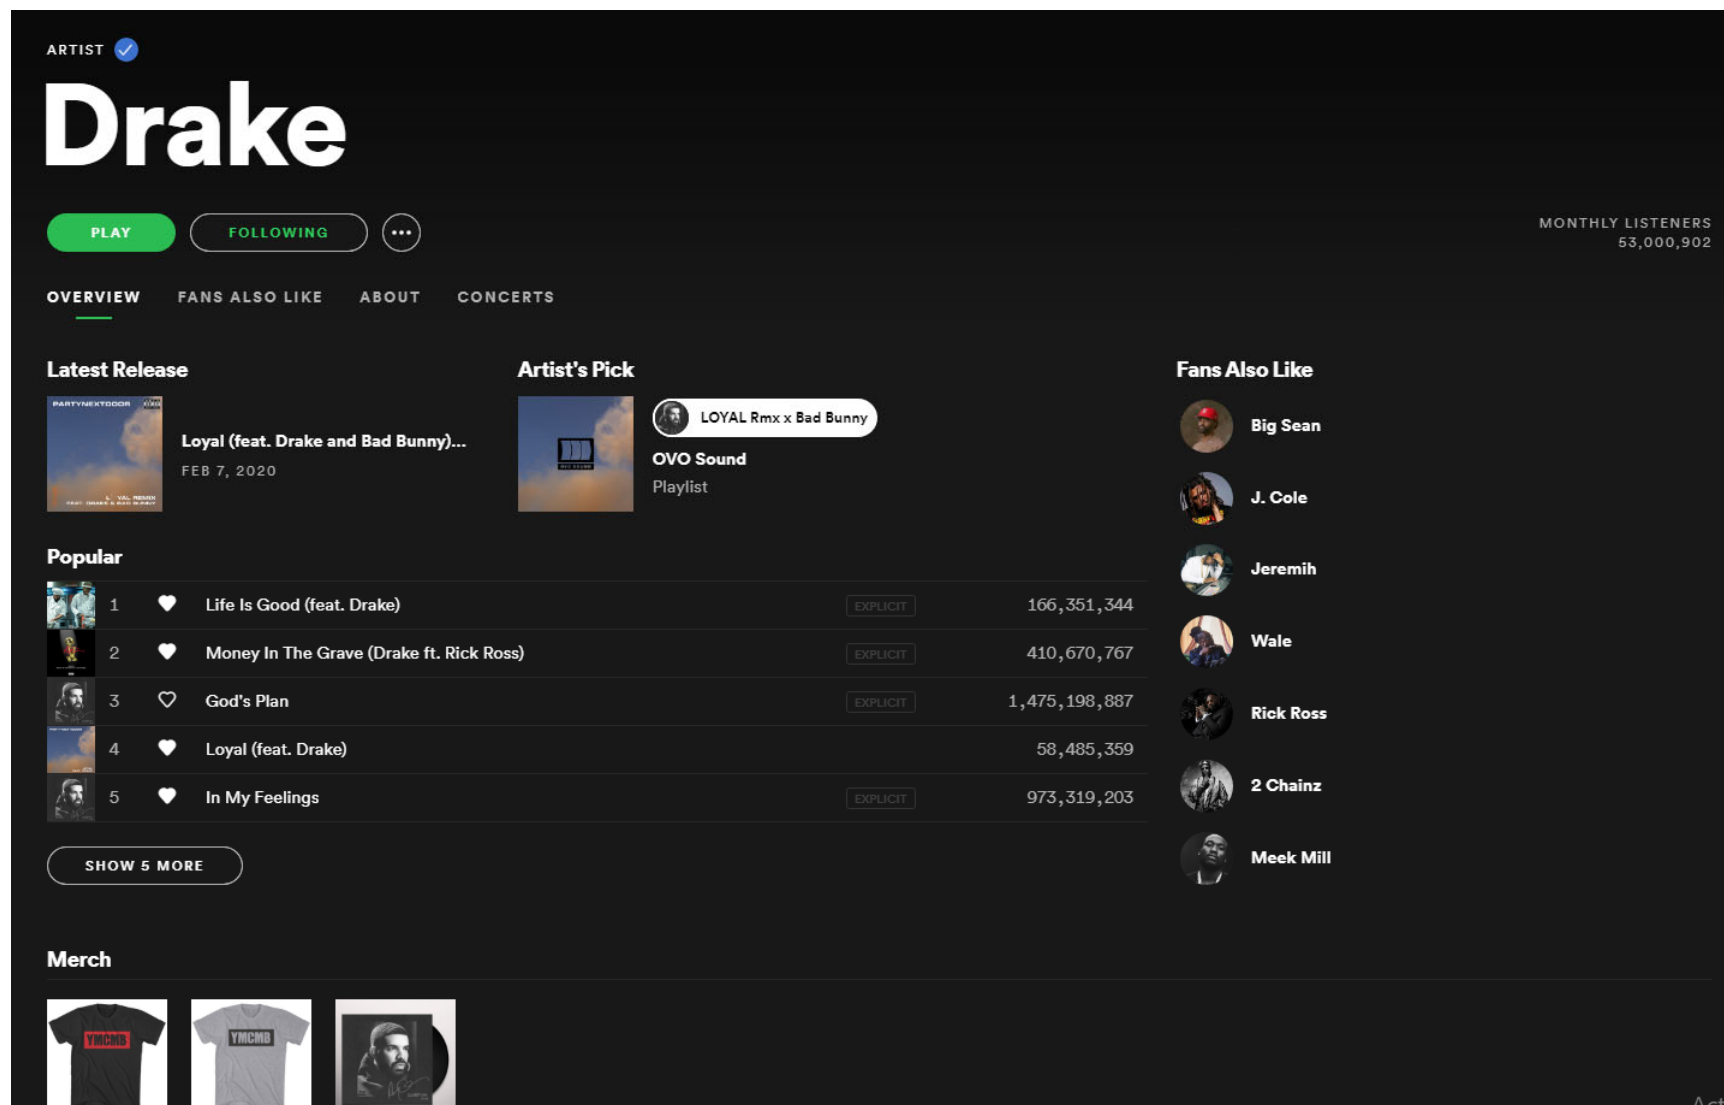 ARTIST
Drake
PLAY
FOLLOWING
MONTHLY LISTENERS
53,000,902
OVERVIEW
FANS ALSO LIKE
ABOUT
CONCERTS
Latest Release
PARTYNEXTDOOR
Loyal (feat. Drake and Bad Bunny)...
FEB 7, 2020
Artist's Pick
OVO SOUND
LOYAL Rmx x Bad Bunny
OVO Sound
Playlist
Popular
1 Life Is Good (feat. Drake) EXPLICIT 166,351,344
2 Money In The Grave (Drake ft. Rick Ross) EXPLICIT 410,670,767
3 God's Plan EXPLICIT 1,475,198,887
4 Loyal (feat. Drake) 58,485,359
5 In My Feelings EXPLICIT 973,319,203
SHOW 5 MORE
Fans Also Like
Big Sean
J. Cole
Jeremih
Wale
Rick Ross
2 Chainz
Meek Mill
Merch
YMCMB
YMCMB